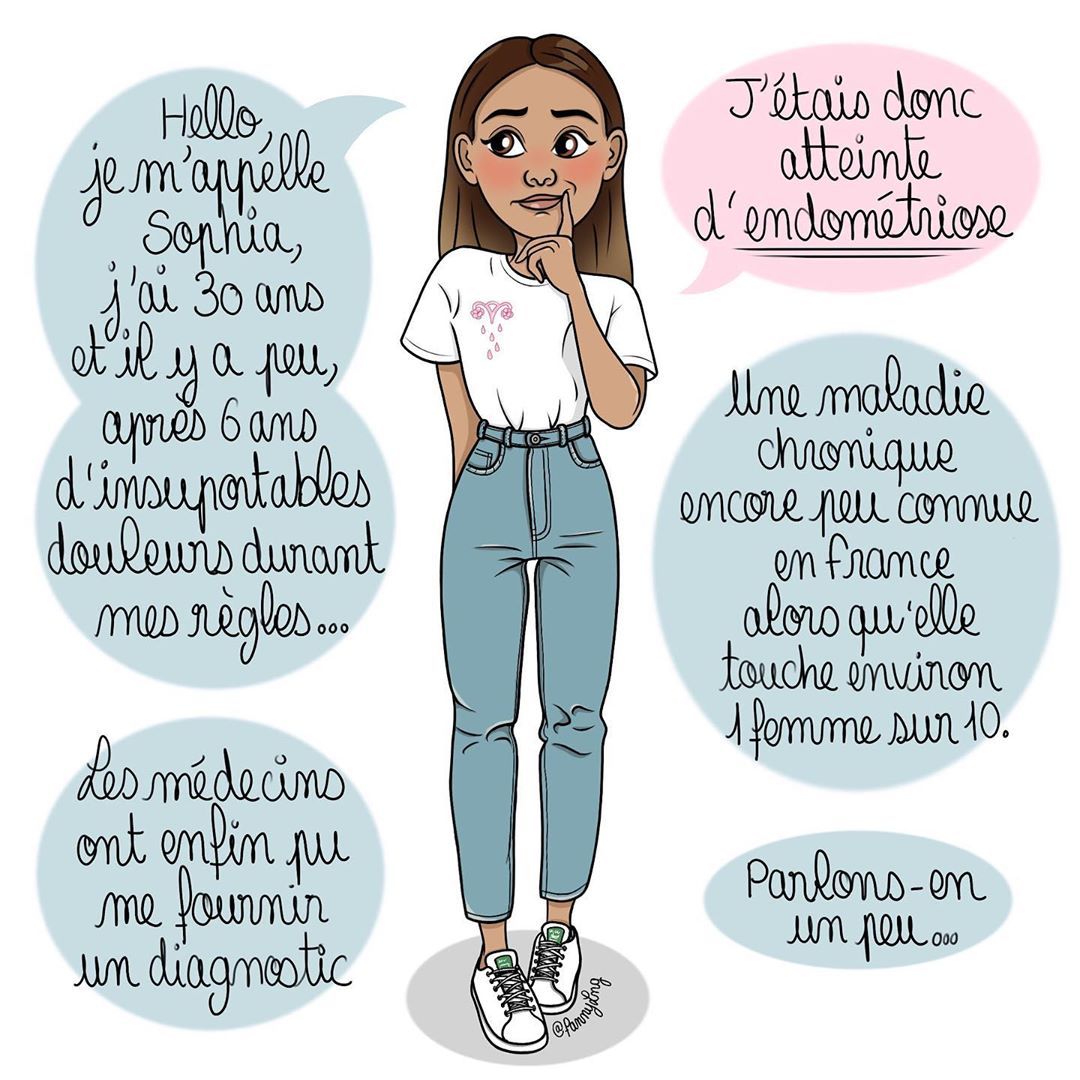 Hello,
je m'appelle
Sophia,
j'ai 30 ans
et il y a peu,
après 6 ans
d'insuportables
douleurs durant
mes règles...
Les médecins
ont enfin pu
me fournir
un diagnostic
J'étais donc
atteinte
d'endométriose
Une maladie
chronique
encore peu connue
en France
alors qu'elle
touche environ
1 femme sur 10.
Parlons-en
un peu...
@fannylng